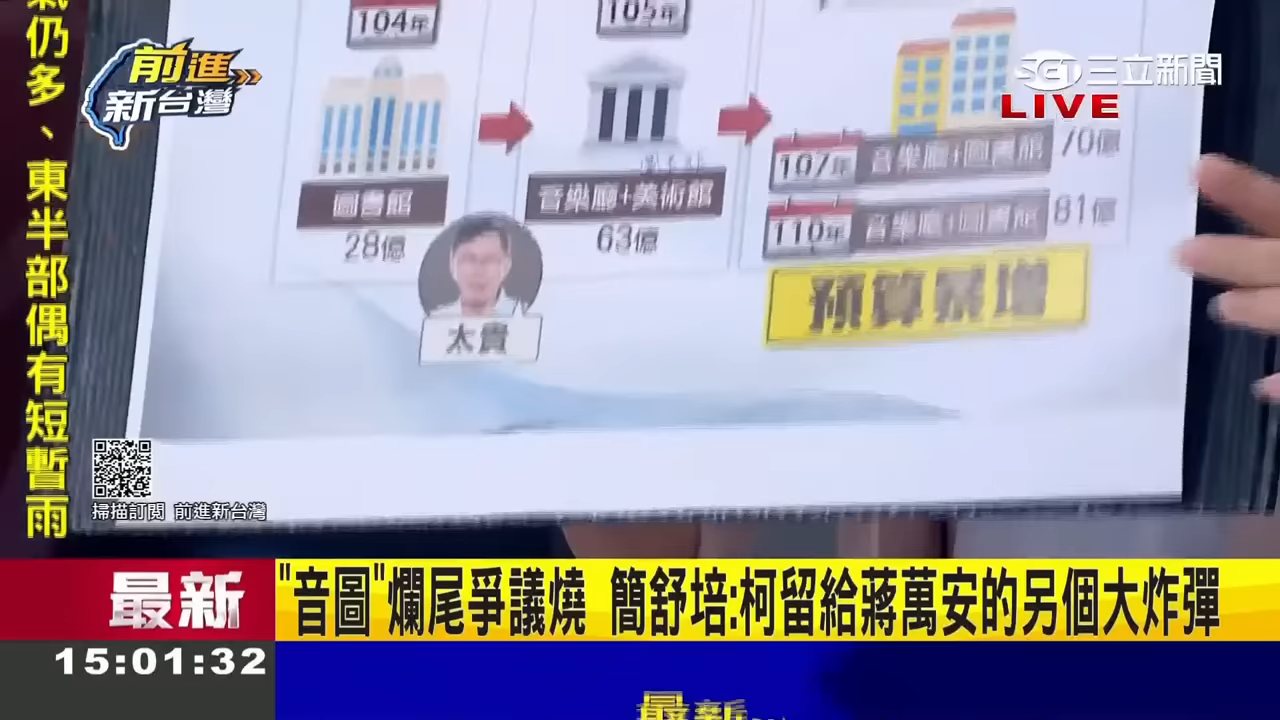 氣仍多、東半部偶有短暫雨
前進
新台灣
SET三立新聞
LIVE
104年
圖書館
28億
太貴
105年
音樂廳+美術館
63億
107年 音樂廳+圖書館 70億
110年 音樂廳+圖書館 81億
預算暴增
掃描訂閱 前進新台灣
最新
"音圖"爛尾爭議燒 簡舒培:柯留給蔣萬安的另個大炸彈
15:01:32
最新